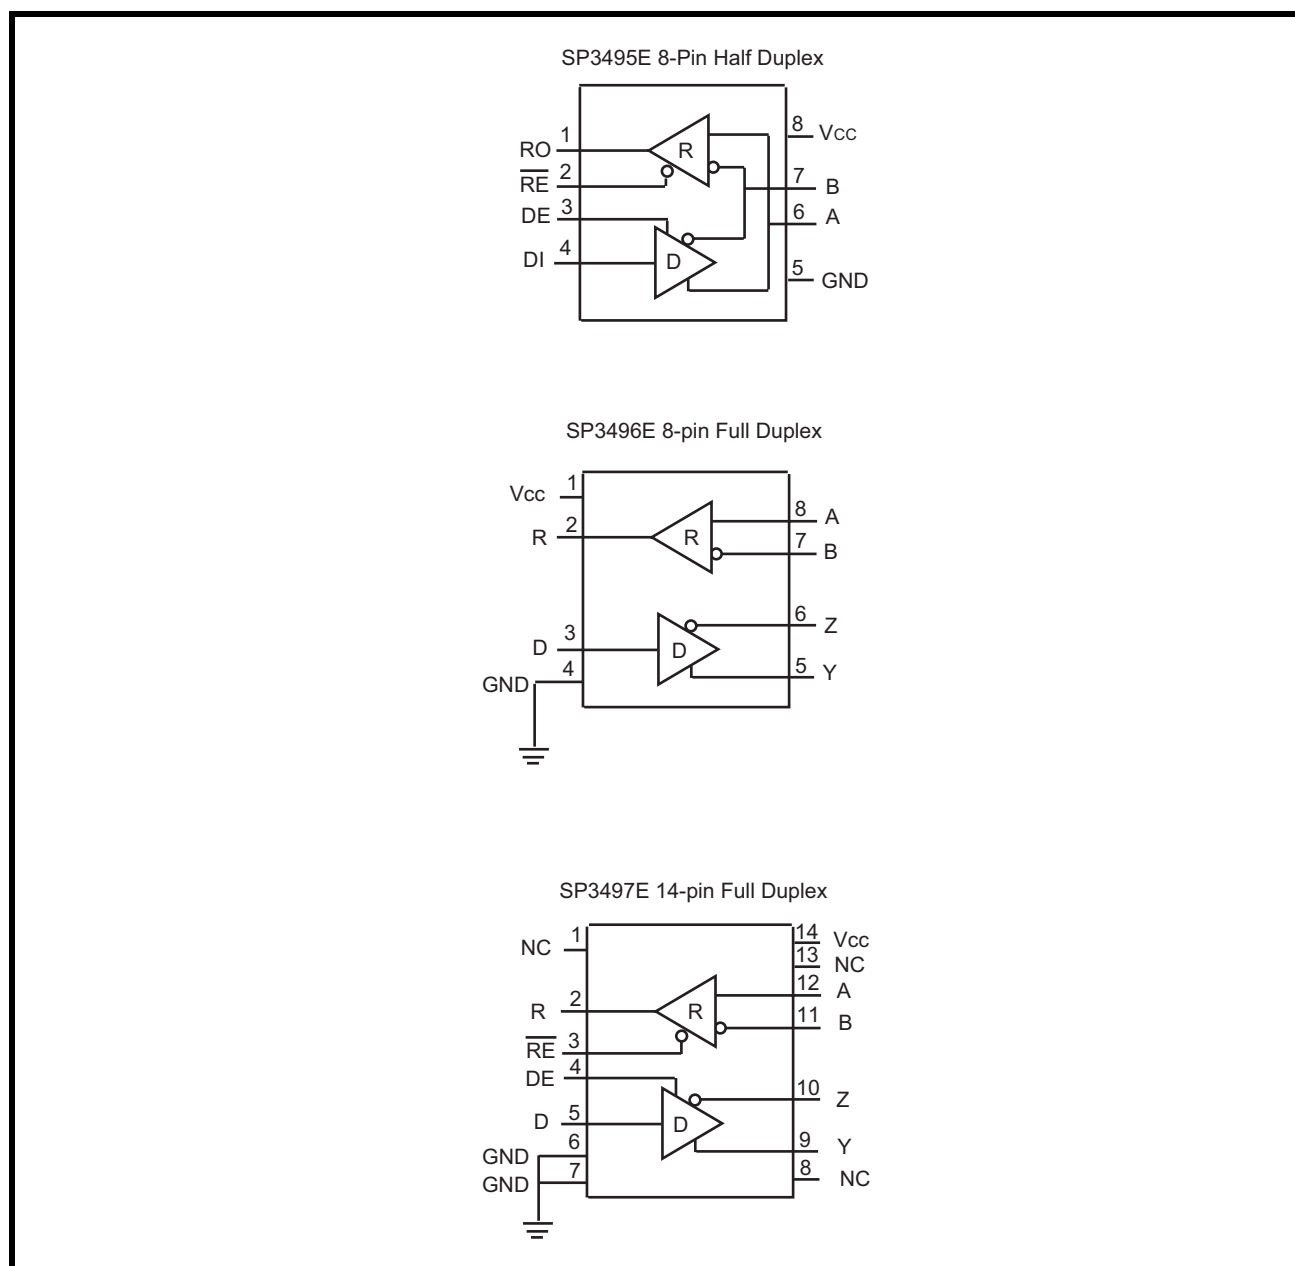 SP3495E 8-Pin Half Duplex
8 VCC
RO 1
R
RE 2
7 B
DE 3
6 A
DI 4
D
5 GND
SP3496E 8-pin Full Duplex
Vcc 1
8 A
R 2
R
7 B
6 Z
D 3
D
GND 4
5 Y
SP3497E 14-pin Full Duplex
NC 1
14 Vcc
13 NC
12 A
R 2
R
11 B
RE 3
DE 4
10 Z
D 5
D
GND 6
9 Y
GND 7
8 NC